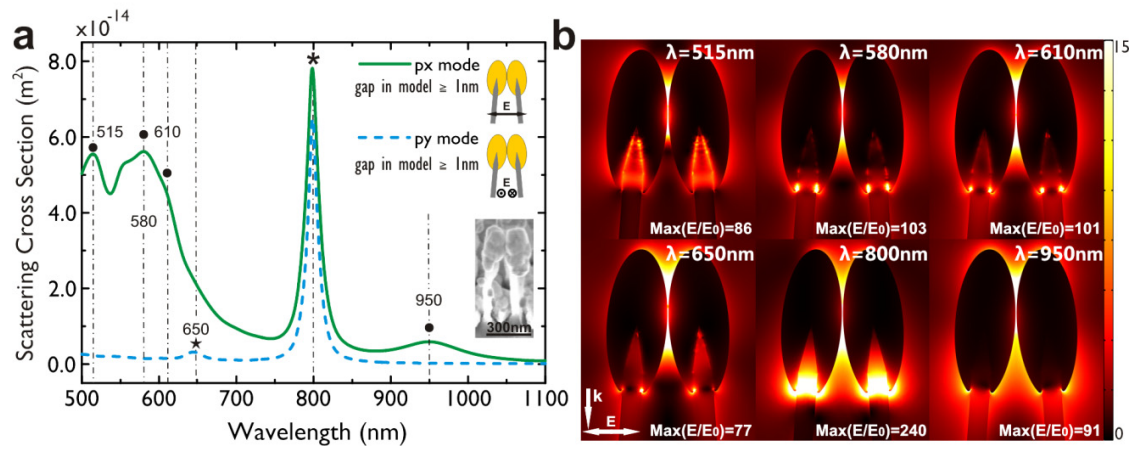 a
×10⁻¹⁴
8.0
6.0
4.0
2.0
0.0
Scattering Cross Section (m²)
500 600 700 800 900 1000 1100
Wavelength (nm)
515
610
580
650
*
950
px mode
gap in model ≥ 1nm
E
py mode
gap in model ≥ 1nm
E
300nm
b
λ=515nm
Max(E/E₀)=86
λ=580nm
Max(E/E₀)=103
λ=610nm
Max(E/E₀)=101
λ=650nm
k
E
Max(E/E₀)=77
λ=800nm
Max(E/E₀)=240
λ=950nm
Max(E/E₀)=91
15
0